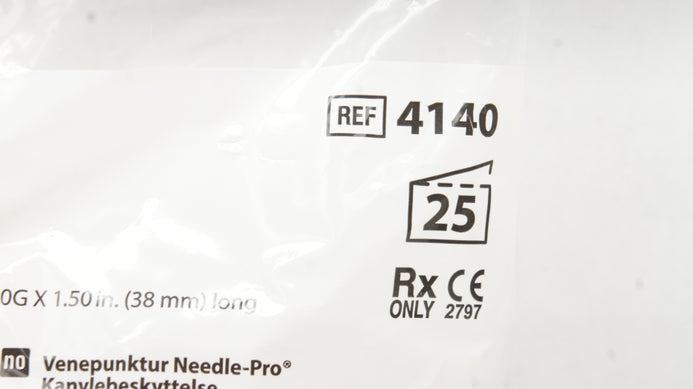 REF 4140
25
Rx CE
ONLY 2797
0G X 1.50 in. (38 mm) long
no Venepunktur Needle-Pro®
Kanylebeskyttelse